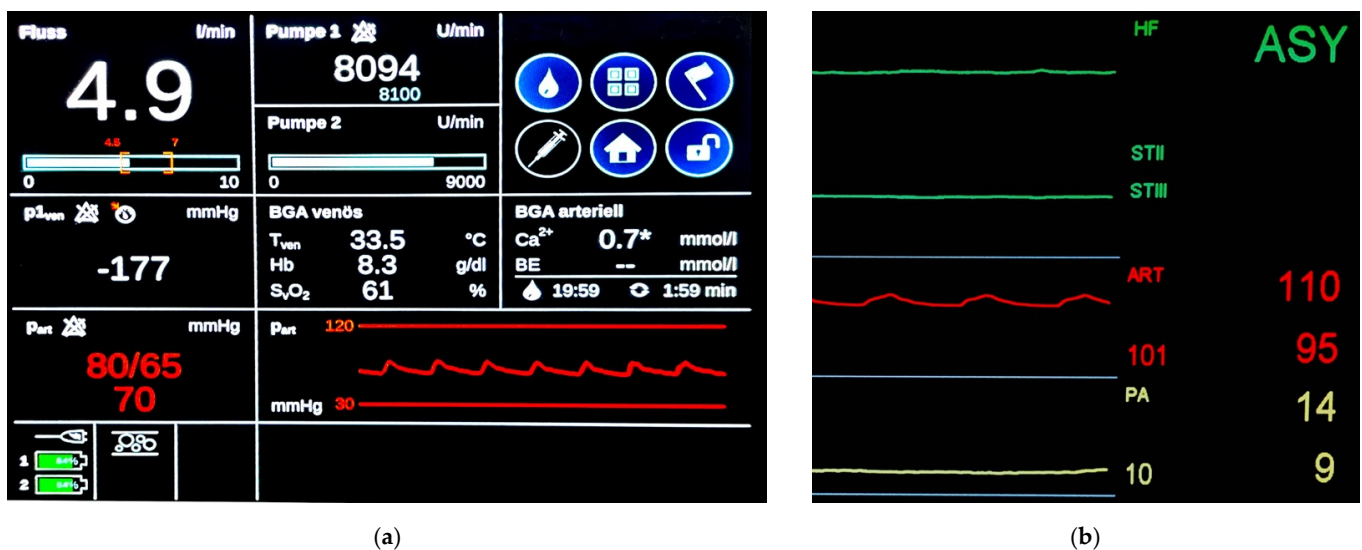 Fluss l/min
4.9
4.5 7
0 10
Pumpe 1 U/min
8094
8100
Pumpe 2 U/min
0 9000
p1ven mmHg
-177
BGA venös
Tven 33.5 °C
Hb 8.3 g/dl
SvO2 61 %
BGA arteriell
Ca2+ 0.7* mmol/l
BE -- mmol/l
19:59 1:59 min
Part mmHg
80/65
70
Part 120
mmHg 30
1
2
HF ASY
STII
STIII
ART 110
101 95
PA 14
10 9
(a) (b)